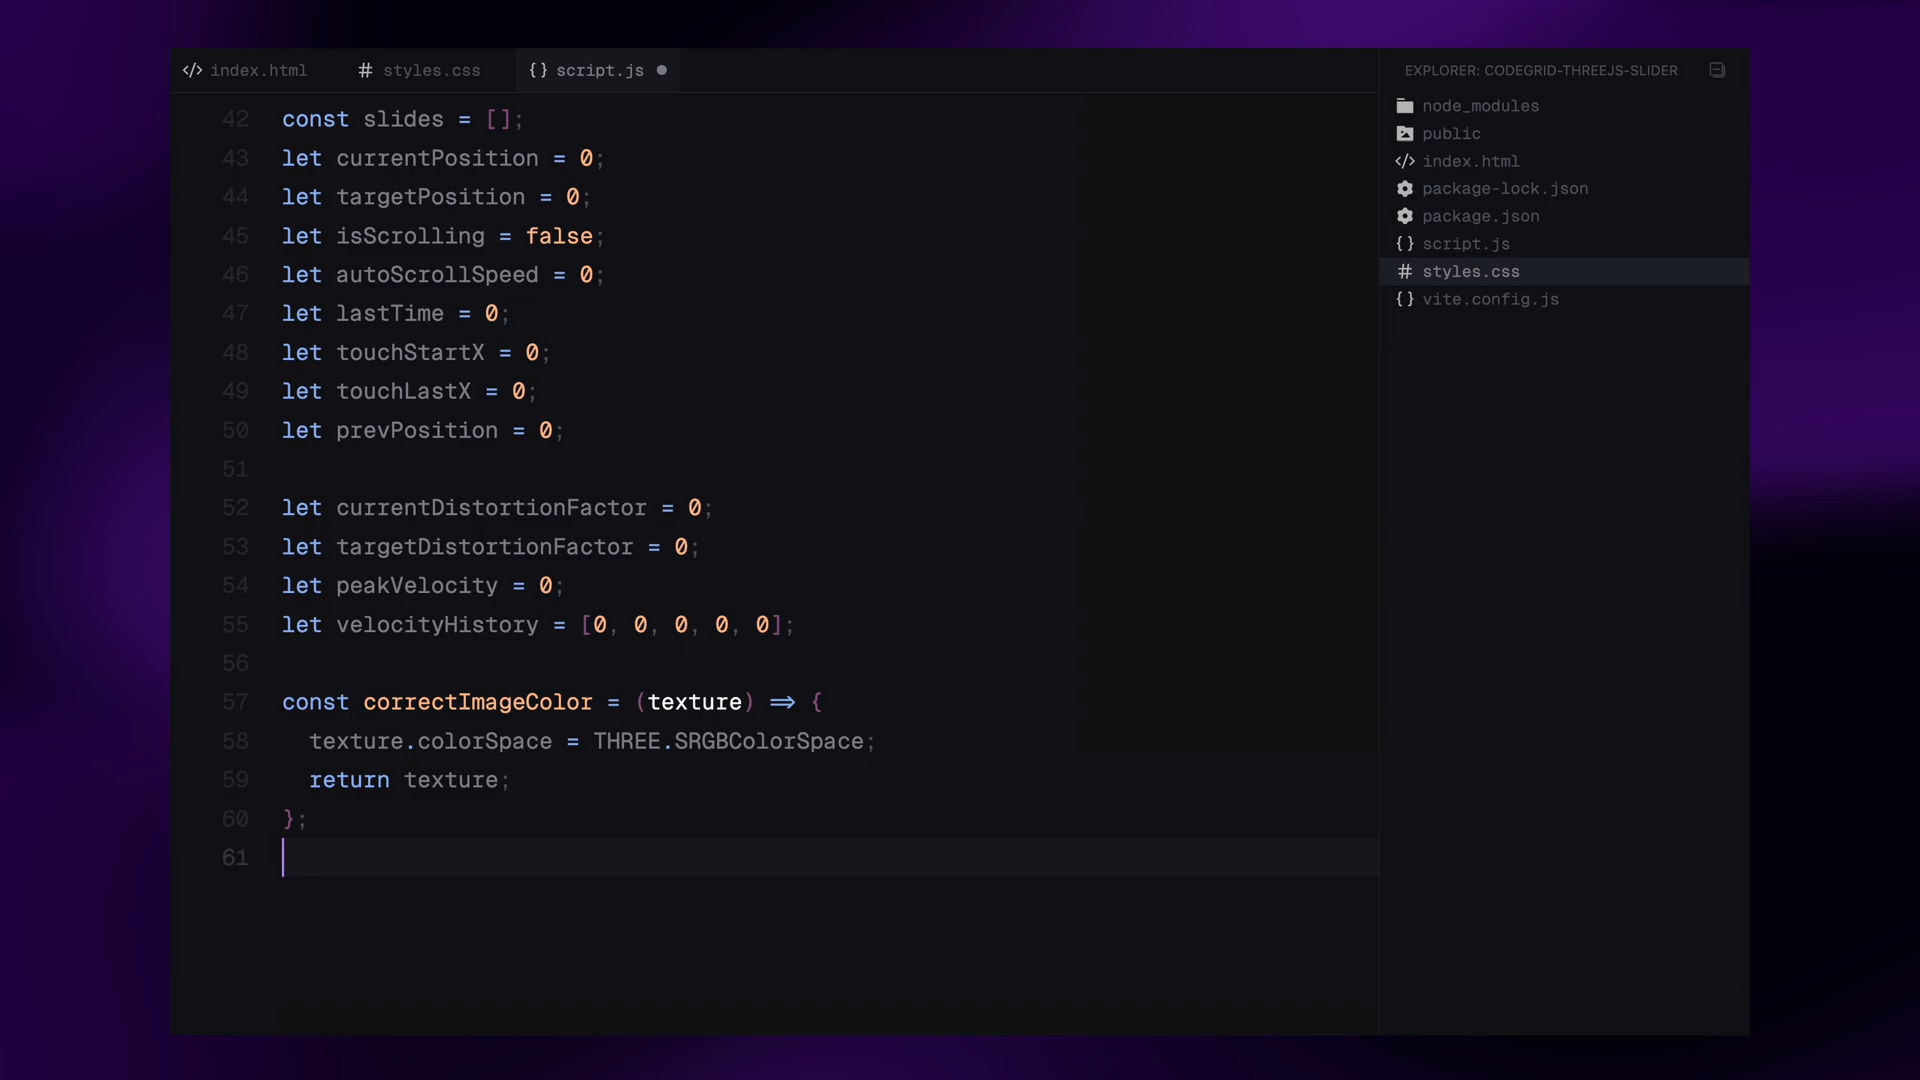 </> index.html
# styles.css
{} script.js
42 const slides = [];
43 let currentPosition = 0;
44 let targetPosition = 0;
45 let isScrolling = false;
46 let autoScrollSpeed = 0;
47 let lastTime = 0;
48 let touchStartX = 0;
49 let touchLastX = 0;
50 let prevPosition = 0;
51
52 let currentDistortionFactor = 0;
53 let targetDistortionFactor = 0;
54 let peakVelocity = 0;
55 let velocityHistory = [0, 0, 0, 0, 0];
56
57 const correctImageColor = (texture) => {
58   texture.colorSpace = THREE.SRGBColorSpace;
59   return texture;
60 };
61
EXPLORER: CODEGRID-THREEJS-SLIDER
node_modules
public
</> index.html
package-lock.json
package.json
{} script.js
# styles.css
{} vite.config.js